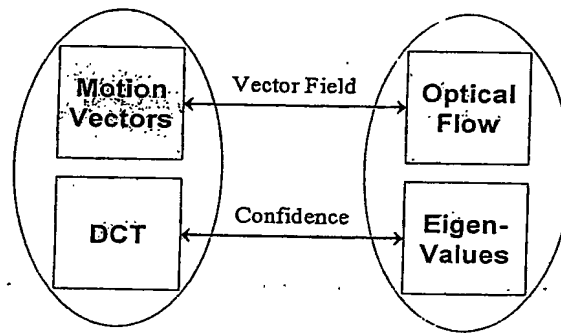 Motion
Vectors
Vector Field
Optical
Flow
DCT
Confidence
Eigen-
Values